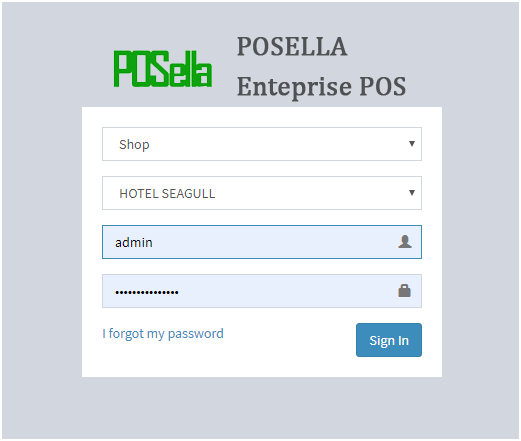 POSella
POSELLA
Enteprise POS
Shop
HOTEL SEAGULL
admin
•••••••••••••••
I forgot my password
Sign In